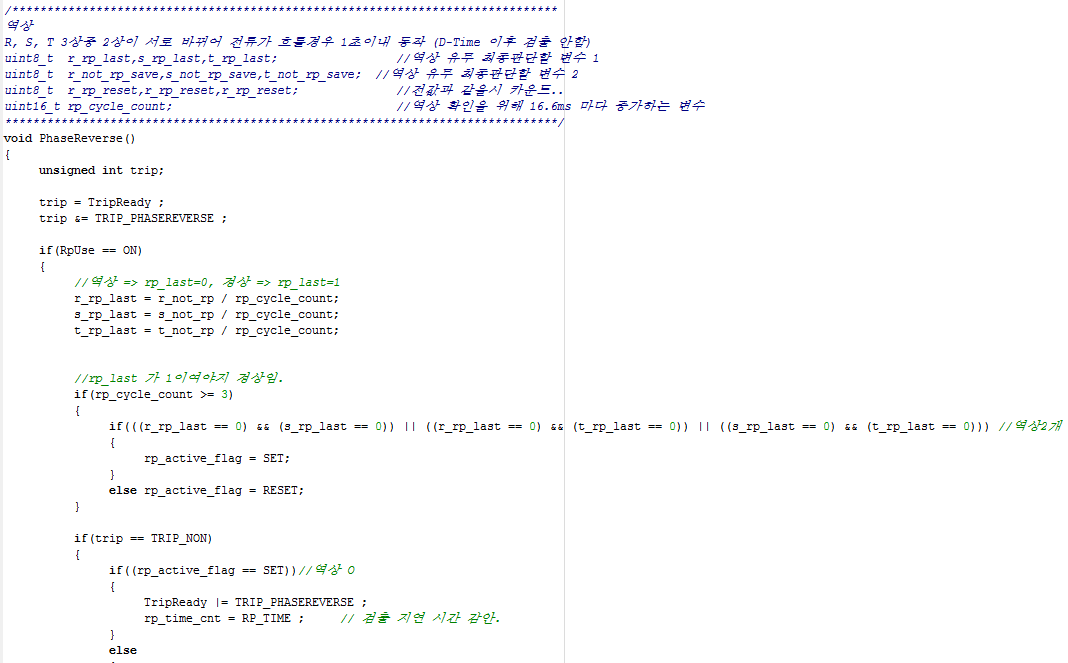 /******************************************************************************
역상
R, S, T 3상중 2상이 서로 바뀌어 전류가 흐를경우 1초이내 동작 (D-Time 이후 검출 안함)
uint8_t  r_rp_last,s_rp_last,t_rp_last;                 //역상 유무 최종판단할 변수 1
uint8_t  r_not_rp_save,s_not_rp_save,t_not_rp_save;  //역상 유무 최종판단할 변수 2
uint8_t  r_rp_reset,r_rp_reset,r_rp_reset;              //전값과 같을시 카운트..
uint16_t rp_cycle_count;                                //역상 확인을 위해 16.6ms 마다 증가하는 변수
*******************************************************************************/
void PhaseReverse()
{
     unsigned int trip;
     trip = TripReady ;
     trip &= TRIP_PHASEREVERSE ;
     if(RpUse == ON)
     {
          //역상 => rp_last=0, 정상 => rp_last=1
          r_rp_last = r_not_rp / rp_cycle_count;
          s_rp_last = s_not_rp / rp_cycle_count;
          t_rp_last = t_not_rp / rp_cycle_count;
          //rp_last 가 1이여야지 정상임.
          if(rp_cycle_count >= 3)
          {
               if(((r_rp_last == 0) && (s_rp_last == 0)) || ((r_rp_last == 0) && (t_rp_last == 0)) || ((s_rp_last == 0) && (t_rp_last == 0))) //역상2개
               {
                    rp_active_flag = SET;
               }
               else rp_active_flag = RESET;
          }
          if(trip == TRIP_NON)
          {
               if((rp_active_flag == SET))//역상 O
               {
                    TripReady |= TRIP_PHASEREVERSE ;
                    rp_time_cnt = RP_TIME ;     // 검출 지연 시간 감안.
               }
               else